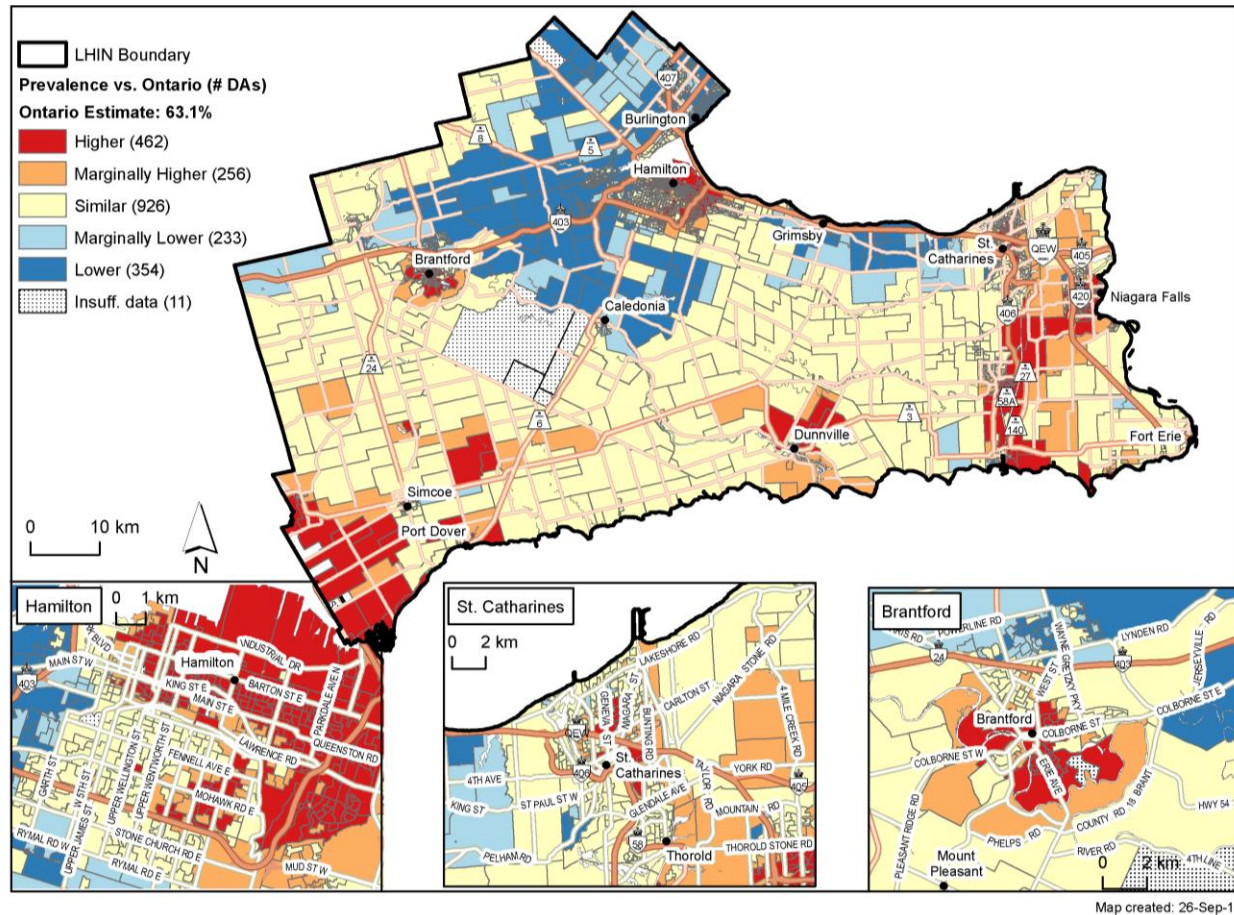 LHIN Boundary
Prevalence vs. Ontario (# DAs)
Ontario Estimate: 63.1%
Higher (462)
Marginally Higher (256)
Similar (926)
Marginally Lower (233)
Lower (354)
Insuff. data (11)
407
Burlington
8
5
Hamilton
403
Grimsby
St.
Catharines
QEW
405
Brantford
420
Niagara Falls
Caledonia
406
24
27
58A
6
3
140
Dunnville
Fort Erie
Simcoe
Port Dover
0 10 km
N
Hamilton
0 1 km
INDUSTRIAL DR
MAIN ST W
Hamilton
403
KING ST E
BARTON ST E
MAIN ST E
PARKDALE AVE N
QUEENSTON RD
LAWRENCE RD
FENNELL AVE E
GARTH ST
W 5TH ST
UPPER WELLINGTON ST
UPPER WENTWORTH ST
MOHAWK RD E
RYMAL RD W
UPPER JAMES ST
STONE CHURCH RD E
RYMAL RD E
MUD ST W
St. Catharines
0 2 km
LAKESHORE RD
GENEVA ST
NIAGARA ST
CARLTON ST
NIAGARA STONE RD
4 MILE CREEK RD
BUNTING RD
QEW
4TH AVE
406
St.
Catharines
TAYLOR RD
YORK RD
405
KING ST
ST PAUL ST W
GLENDALE AVE
MOUNTAIN RD
58
PELHAM RD
Thorold
THOROLD STONE RD
Brantford
POWERLINE RD
24
WEST ST
WAYNE GRETZKY PKY
LYNDEN RD
403
JERSEYVILLE RD
COLBORNE ST E
Brantford
COLBORNE ST
COLBORNE ST W
ERIE AVE
PLEASANT RIDGE RD
PHELPS RD
COUNTY RD 18 BRANT
HWY 54
RIVER RD
4TH LINE
Mount
Pleasant
0 2 km
Map created: 26-Sep-1